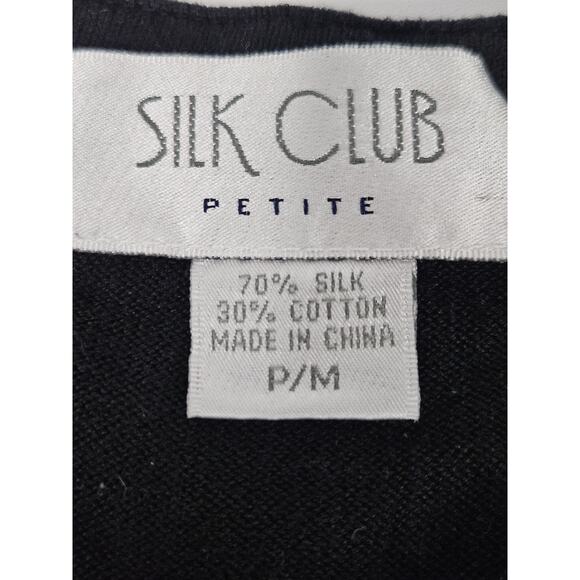 SILK CLUB
PETITE
70% SILK
30% COTTON
MADE IN CHINA
P/M